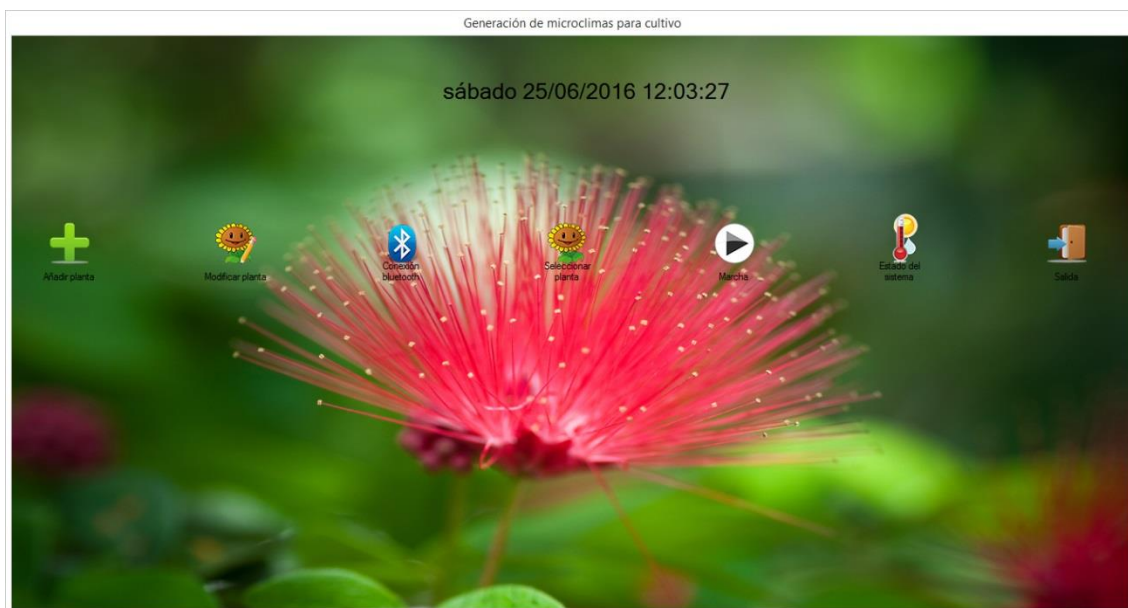 Generación de microclimas para cultivo
sábado 25/06/2016 12:03:27
Añadir planta
Modificar planta
Conexión
bluetooth
Seleccionar
planta
Marcha
Estado del
sistema
Salida